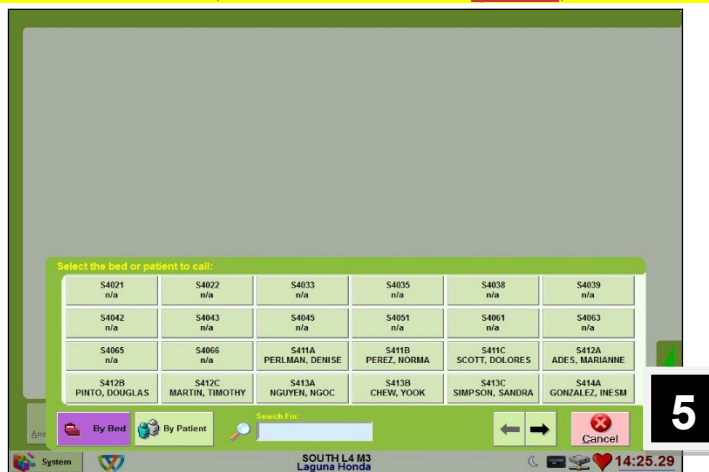 Select the bed or patient to call:
S4021 S4022 S4033 S4035 S4038 S4039
n/a n/a n/a n/a n/a n/a
S4042 S4043 S4045 S4051 S4061 S4063
n/a n/a n/a n/a n/a n/a
S4065 S4066 S411A S411B S411C S412A
n/a n/a PERLMAN, DENISE PEREZ, NORMA SCOTT, DOLORES ADES, MARIANNE
S412B S412C S413A S413B S413C S414A
PINTO, DOUGLAS MARTIN, TIMOTHY NGUYEN, NGOC CHEW, YOOK SIMPSON, SANDRA GONZALEZ, INESM
Search For:
By Bed By Patient Cancel
5
System SOUTH L4 M3 14:25.29
Laguna Honda